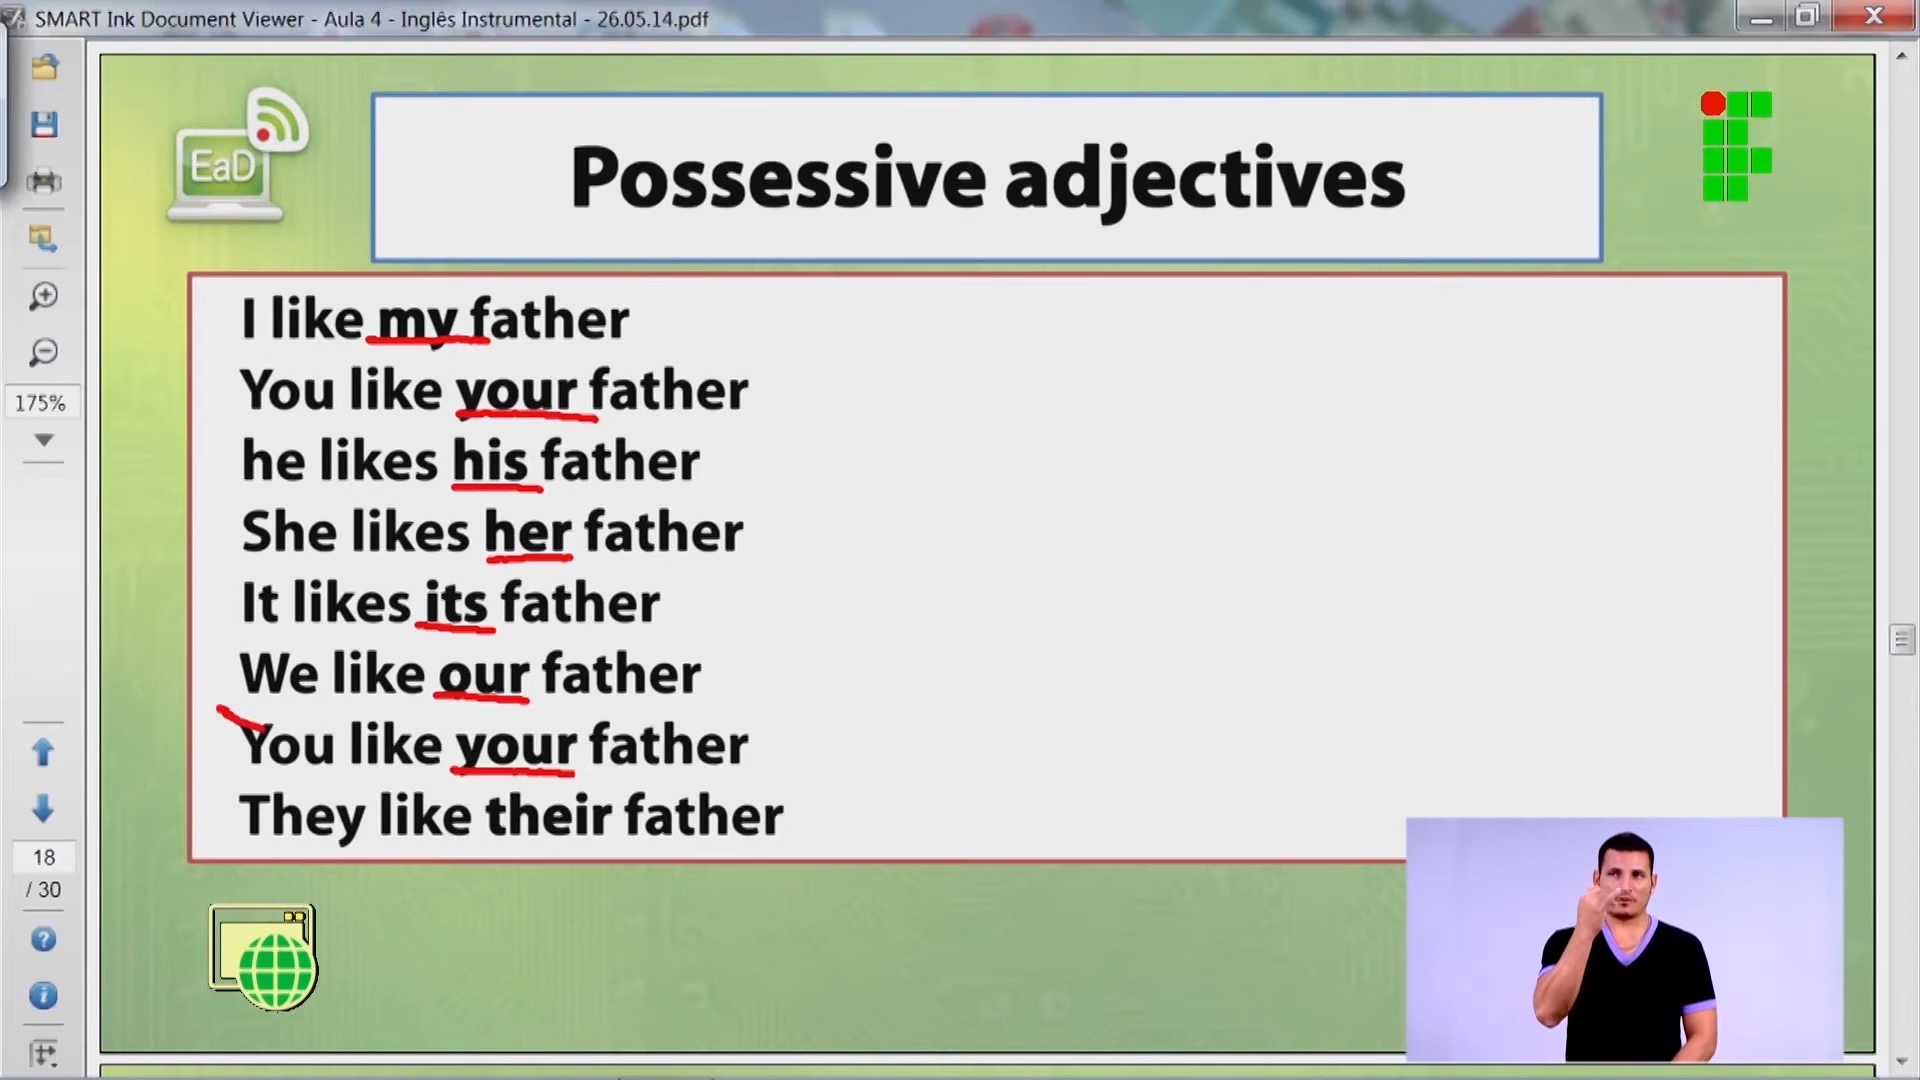 SMART Ink Document Viewer - Aula 4 - Inglês Instrumental - 26.05.14.pdf
EaD
Possessive adjectives
I like my father
You like your father
he likes his father
She likes her father
It likes its father
We like our father
You like your father
They like their father
175%
18
/ 30